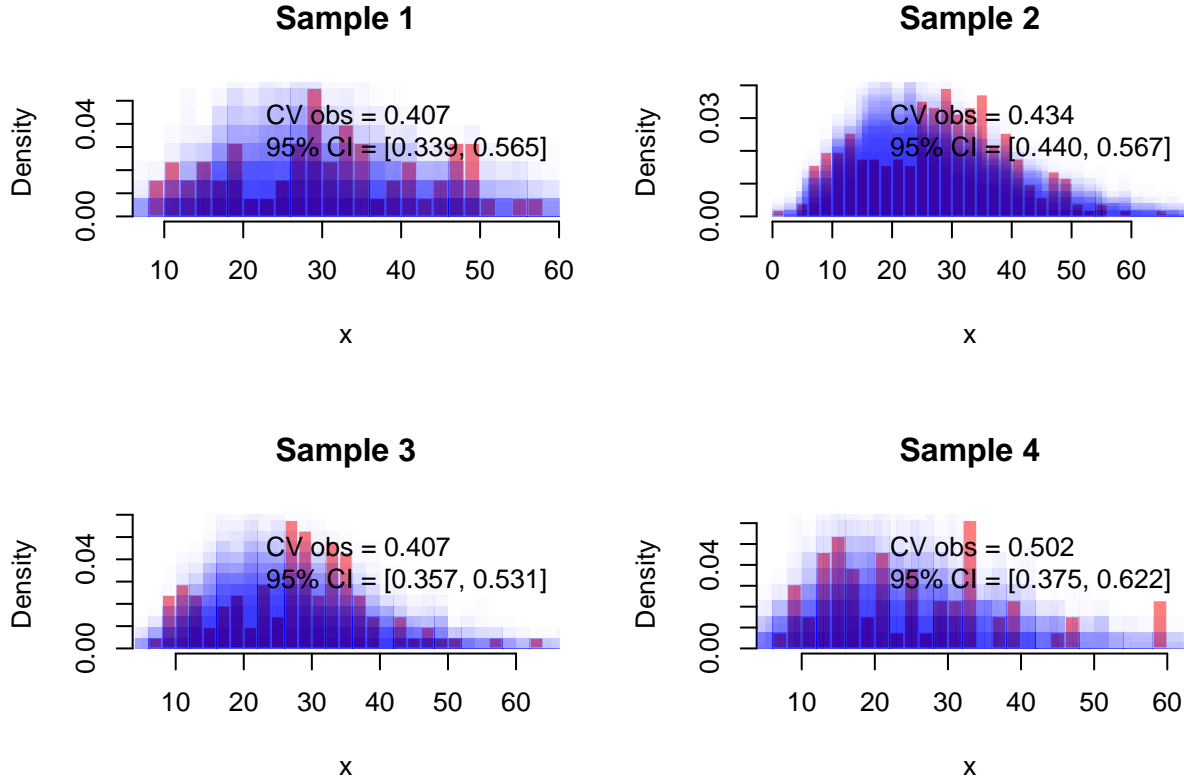 Sample 1
CV obs = 0.407
95% CI = [0.339, 0.565]
Density
0.04
0.00
10 20 30 40 50 60
x
Sample 2
CV obs = 0.434
95% CI = [0.440, 0.567]
Density
0.03
0.00
0 10 20 30 40 50 60
x
Sample 3
CV obs = 0.407
95% CI = [0.357, 0.531]
Density
0.04
0.00
10 20 30 40 50 60
x
Sample 4
CV obs = 0.502
95% CI = [0.375, 0.622]
Density
0.04
0.00
10 20 30 40 50 60
x